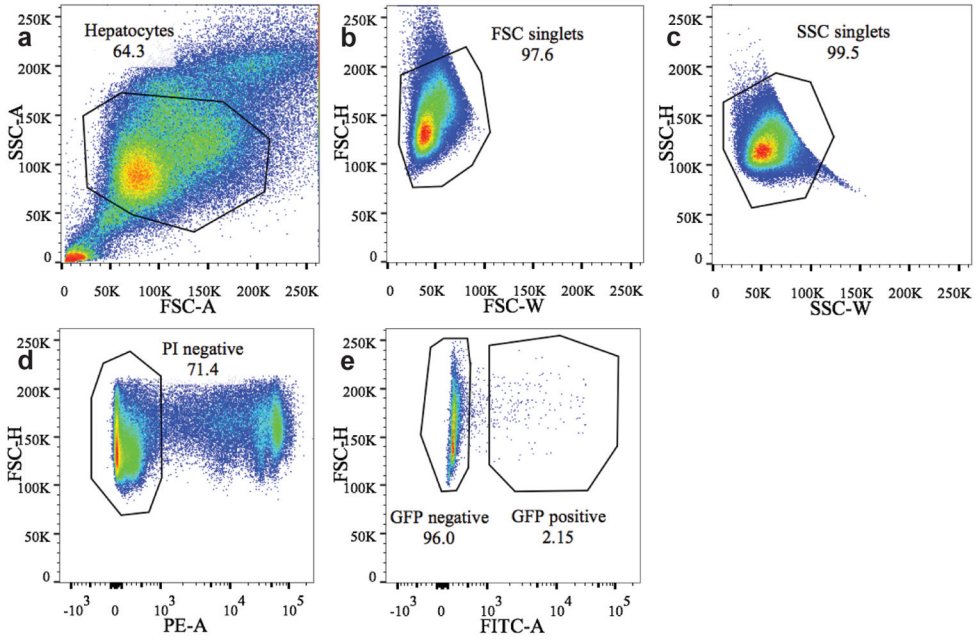 a
Hepatocytes
64.3
SSC-A
250K
200K
150K
100K
50K
0
0 50K 100K 150K 200K 250K
FSC-A
b
FSC singlets
97.6
FSC-H
250K
200K
150K
100K
50K
0
0 50K 100K 150K 200K 250K
FSC-W
c
SSC singlets
99.5
SSC-H
250K
200K
150K
100K
50K
0
0 50K 100K 150K 200K 250K
SSC-W
d
PI negative
71.4
FSC-H
250K
200K
150K
100K
50K
0
-10³ 0 10³ 10⁴ 10⁵
PE-A
e
FSC-H
250K
200K
150K
100K
50K
0
GFP negative
96.0
GFP positive
2.15
-10³ 0 10³ 10⁴ 10⁵
FITC-A